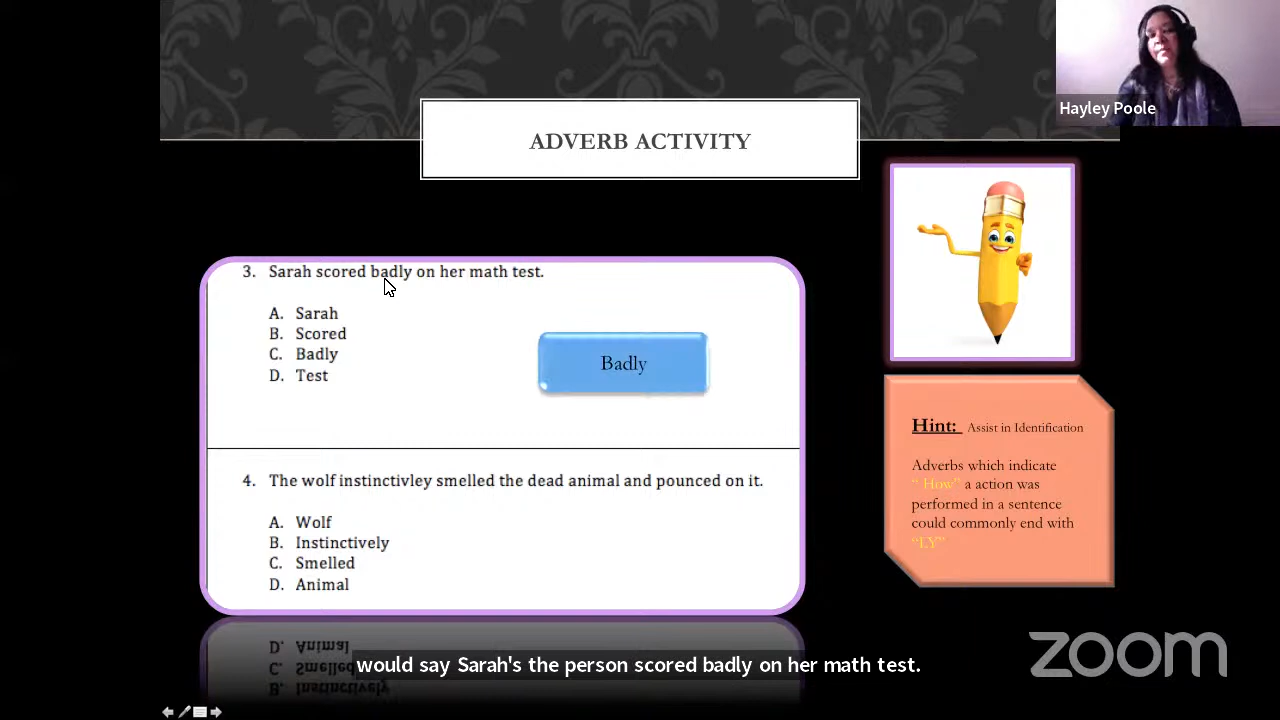 Hayley Poole
ADVERB ACTIVITY
3. Sarah scored badly on her math test.
A. Sarah
B. Scored
C. Badly
D. Test
Badly
4. The wolf instinctivley smelled the dead animal and pounced on it.
A. Wolf
B. Instinctively
C. Smelled
D. Animal
Hint: Assist in Identification
Adverbs which indicate
“ How” a action was
performed in a sentence
could commonly end with
“LY”
D. Animal
C. Smelled
B. Instinctively
would say Sarah's the person scored badly on her math test.
zoom